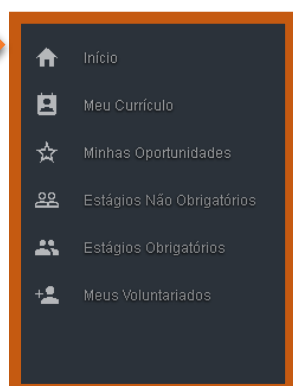 Início
Meu Currículo
Minhas Oportunidades
Estágios Não Obrigatórios
Estágios Obrigatórios
Meus Voluntariados